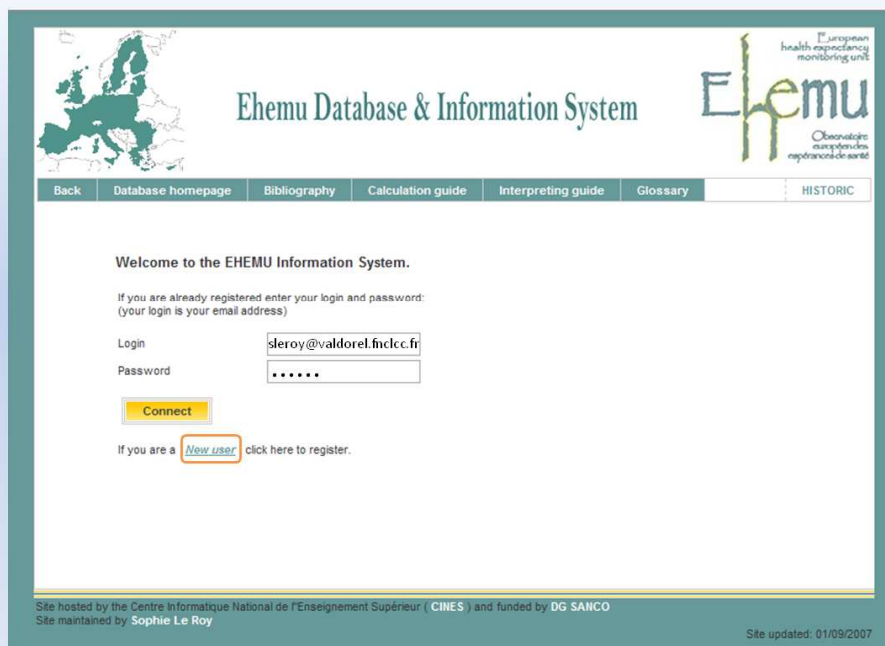 European
health expectancy
monitoring unit
Ehemu
Observatoire
européen des
espérances de santé
Ehemu Database & Information System
Back Database homepage Bibliography Calculation guide Interpreting guide Glossary HISTORIC
Welcome to the EHEMU Information System.
If you are already registered enter your login and password:
(your login is your email address)
Login sleroy@valdorel.fnclcc.fr
Password ••••••
Connect
If you are a New user click here to register.
Site hosted by the Centre Informatique National de l'Enseignement Supérieur ( CINES ) and funded by DG SANCO
Site maintained by Sophie Le Roy
Site updated: 01/09/2007